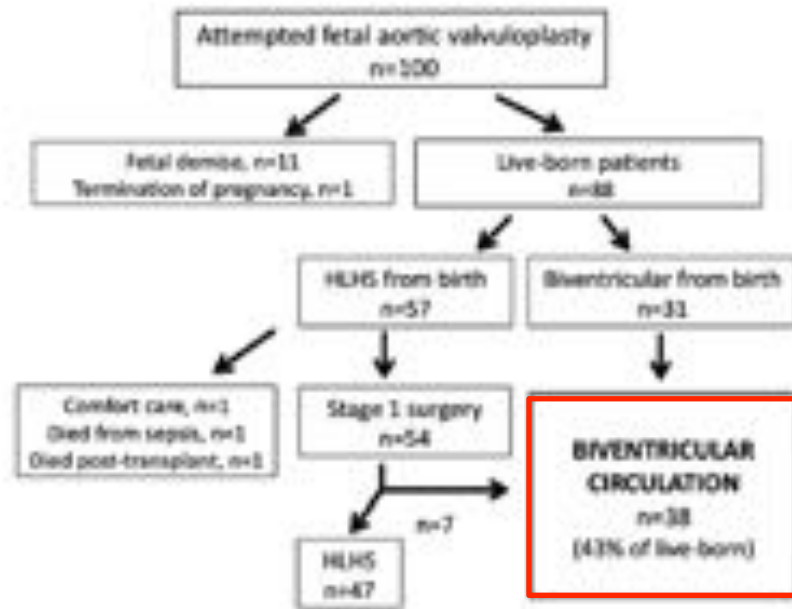 Attempted fetal aortic valvuloplasty
n=100
Fetal demise, n=11
Termination of pregnancy, n=1
Live-born patients
n=88
HLHS from birth
n=57
Biventricular from birth
n=31
Comfort care, n=1
Died from sepsis, n=1
Died post-transplant, n=1
Stage 1 surgery
n=54
BIVENTRICULAR
CIRCULATION
n=38
(43% of live-born)
n=7
HLHS
n=47